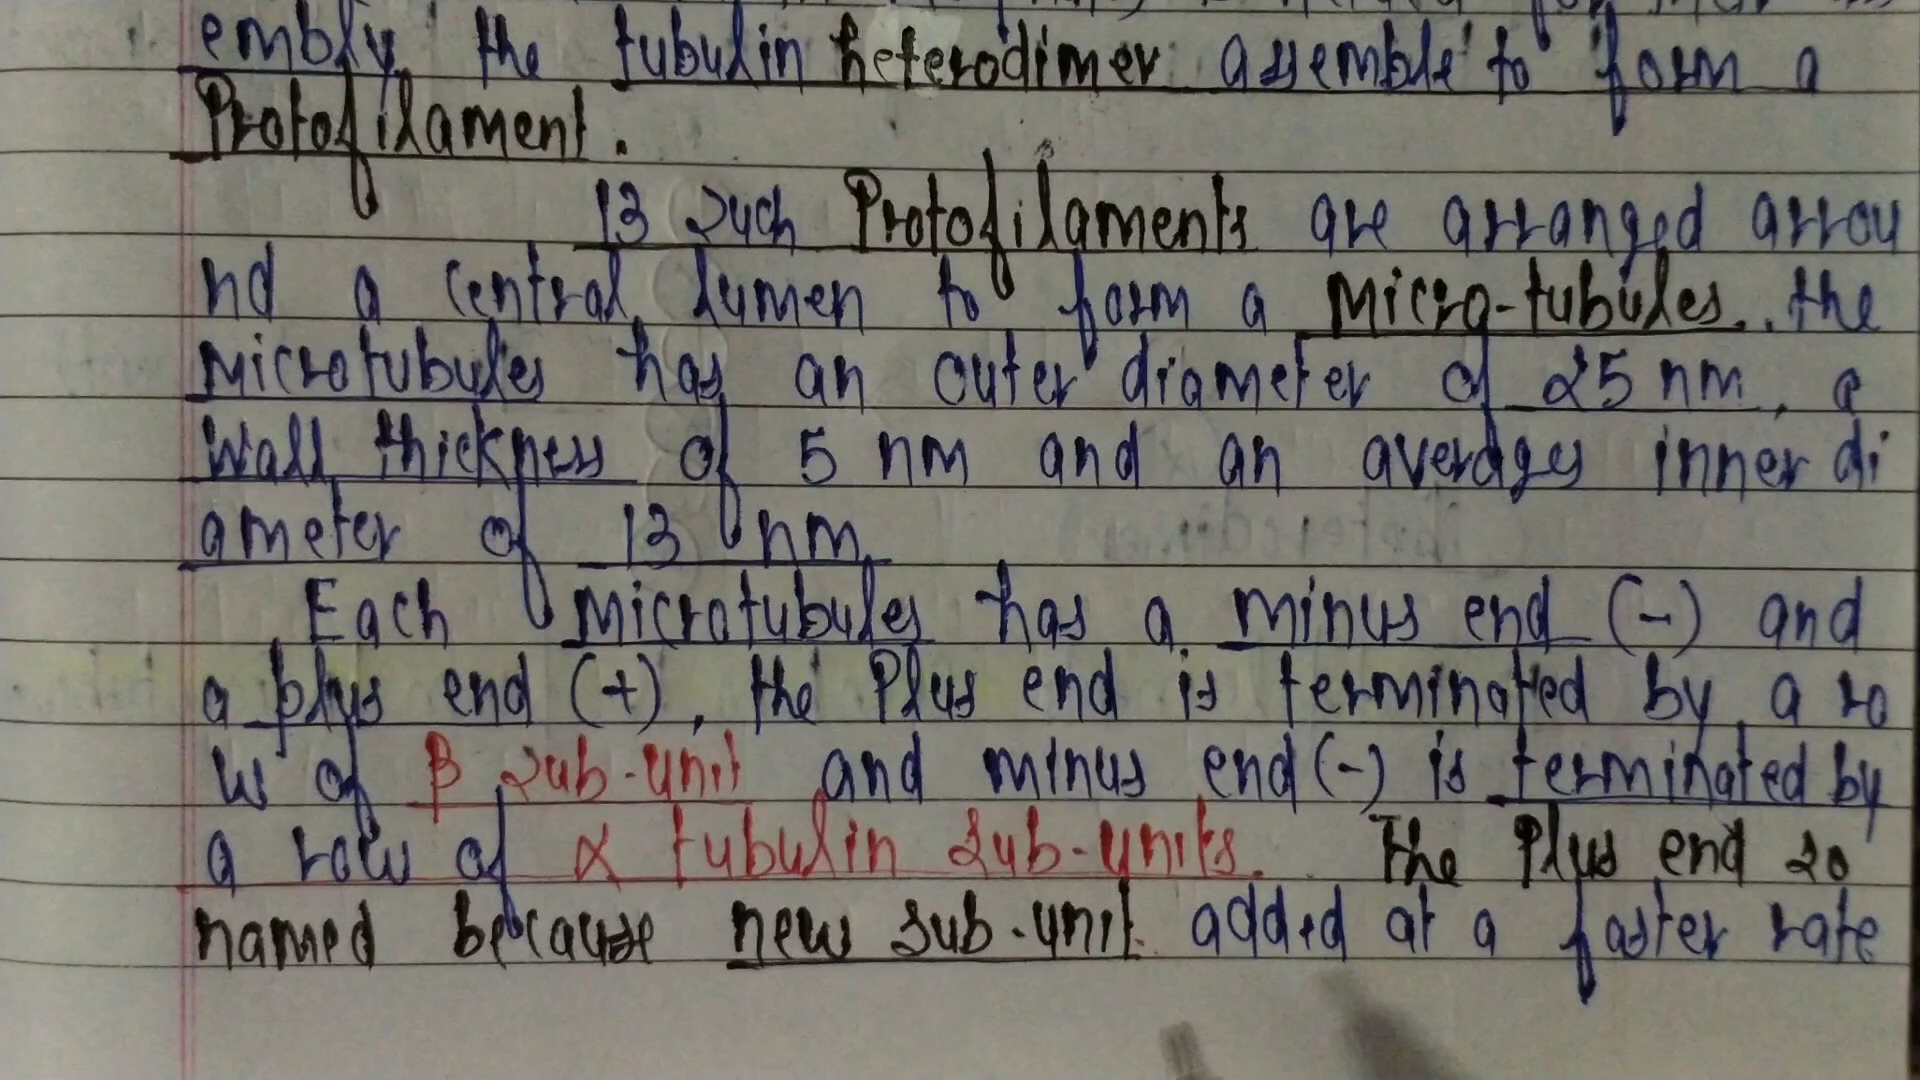 embly, the tubulin heterodimer assemble to form a
Protofilament.
13 such Protofilaments are arranged arrou
nd a central lumen to form a Micro-tubules. the
Microtubules has an outer diameter of 25 nm, a
Wall thickness of 5 nm and an averages inner di
ameter of 13 nm
Each Microtubules has a minus end (-) and
a plus end (+), the Plus end is terminated by a ro
w of β sub-unit and minus end (-) is terminated by
a row of α tubulin sub-units. The Plus end so
named because new sub-unit added at a faster rate